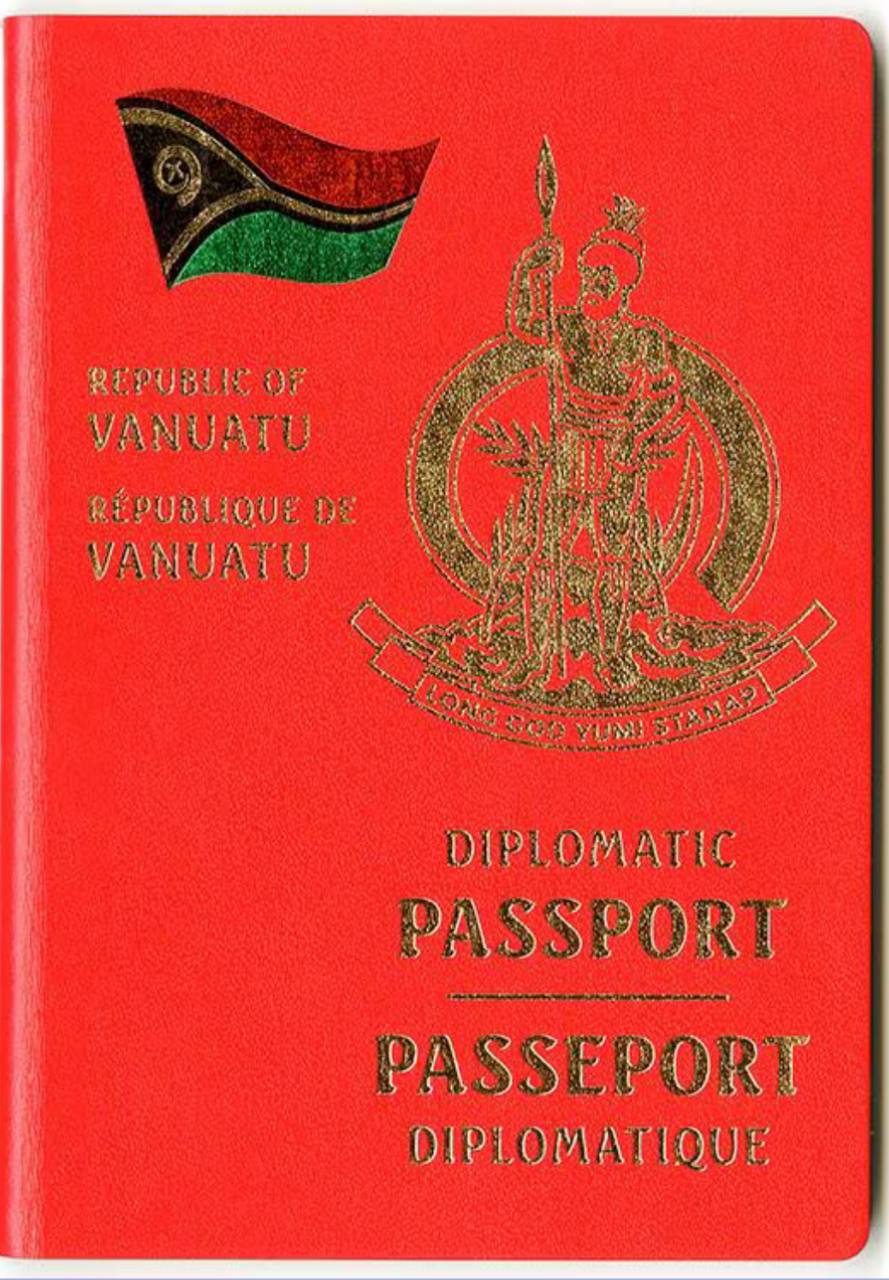 REPUBLIC OF
VANUATU
RÉPUBLIQUE DE
VANUATU
LONG GOD YUMI STANAP
DIPLOMATIC
PASSPORT
PASSEPORT
DIPLOMATIQUE